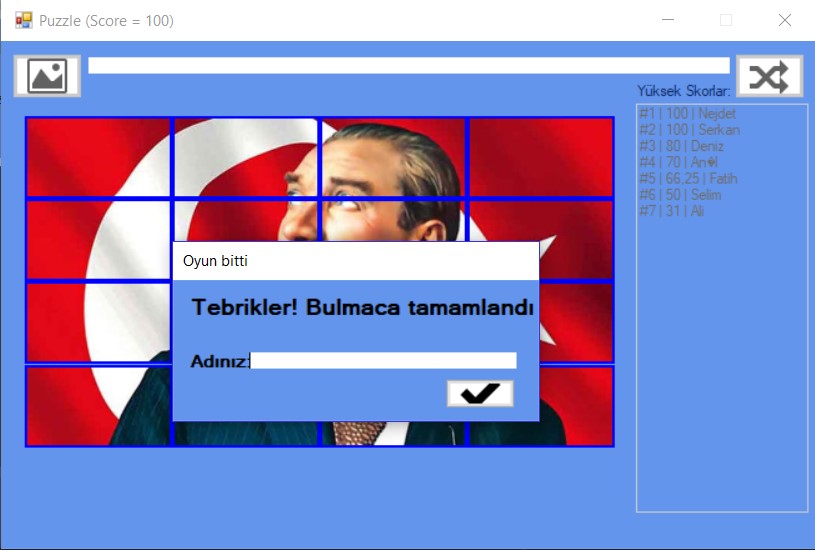 Puzzle (Score = 100)
Yüksek Skorlar:
#1 | 100 | Nejdet
#2 | 100 | Serkan
#3 | 80 | Deniz
#4 | 70 | An�l
#5 | 66,25 | Fatih
#6 | 50 | Selim
#7 | 31 | Ali
Oyun bitti
Tebrikler! Bulmaca tamamlandı
Adınız: